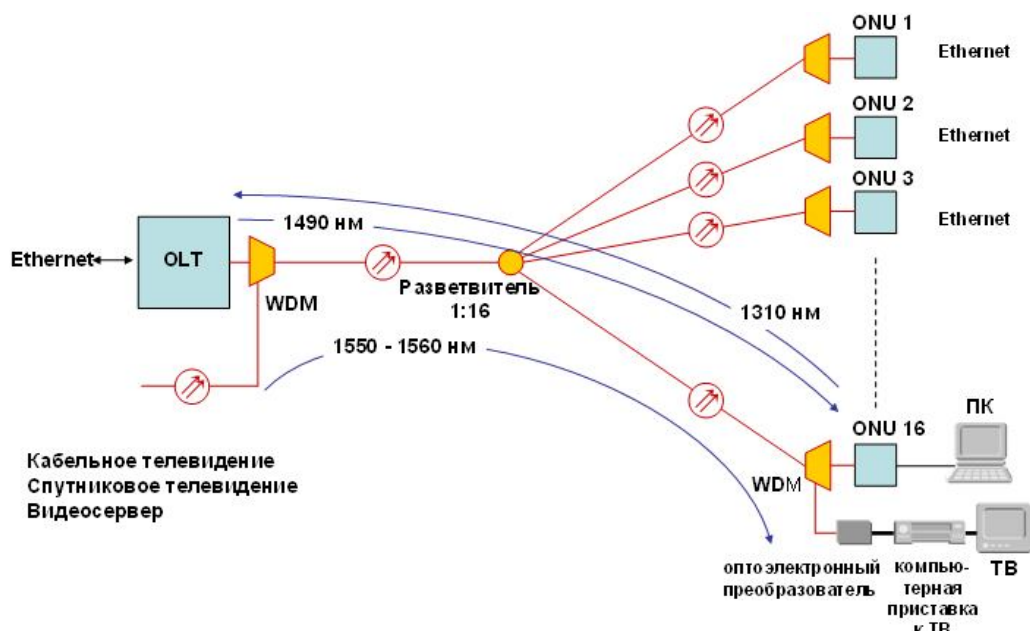 ONU 1
Ethernet
ONU 2
Ethernet
ONU 3
Ethernet
1490 нм
Ethernet
OLT
WDM
Разветвитель
1:16
1310 нм
1550 - 1560 нм
ПК
ONU 16
Кабельное телевидение
Спутниковое телевидение
Видеосервер
WDM
оптоэлектронный
преобразователь
компью-
терная
приставка
к ТВ
ТВ